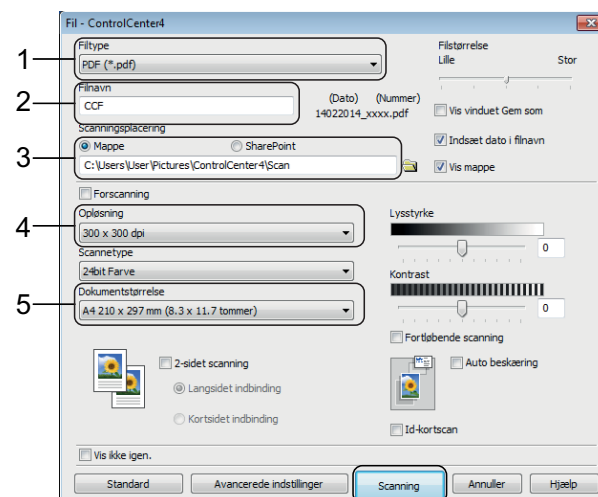 Fil - ControlCenter4
1
Filtype
PDF (*.pdf)
Filstørrelse
Lille Stor
2
Filnavn
CCF
(Dato) (Nummer)
14022014_xxxx.pdf
Vis vinduet Gem som
Scanningsplacering
Indsæt dato i filnavn
3
Mappe SharePoint
C:\Users\User\Pictures\ControlCenter4\Scan
Vis mappe
Forscanning
4
Opløsning
300 x 300 dpi
Lysstyrke
0
Scannetype
24bit Farve
Kontrast
5
Dokumentstørrelse
A4 210 x 297 mm (8.3 x 11.7 tommer)
0
Fortløbende scanning
2-sidet scanning
Auto beskæring
Langsidet indbinding
Kortsidet indbinding
Id-kortscan
Vis ikke igen.
Standard Avancerede indstillinger Scanning Annuller Hjælp